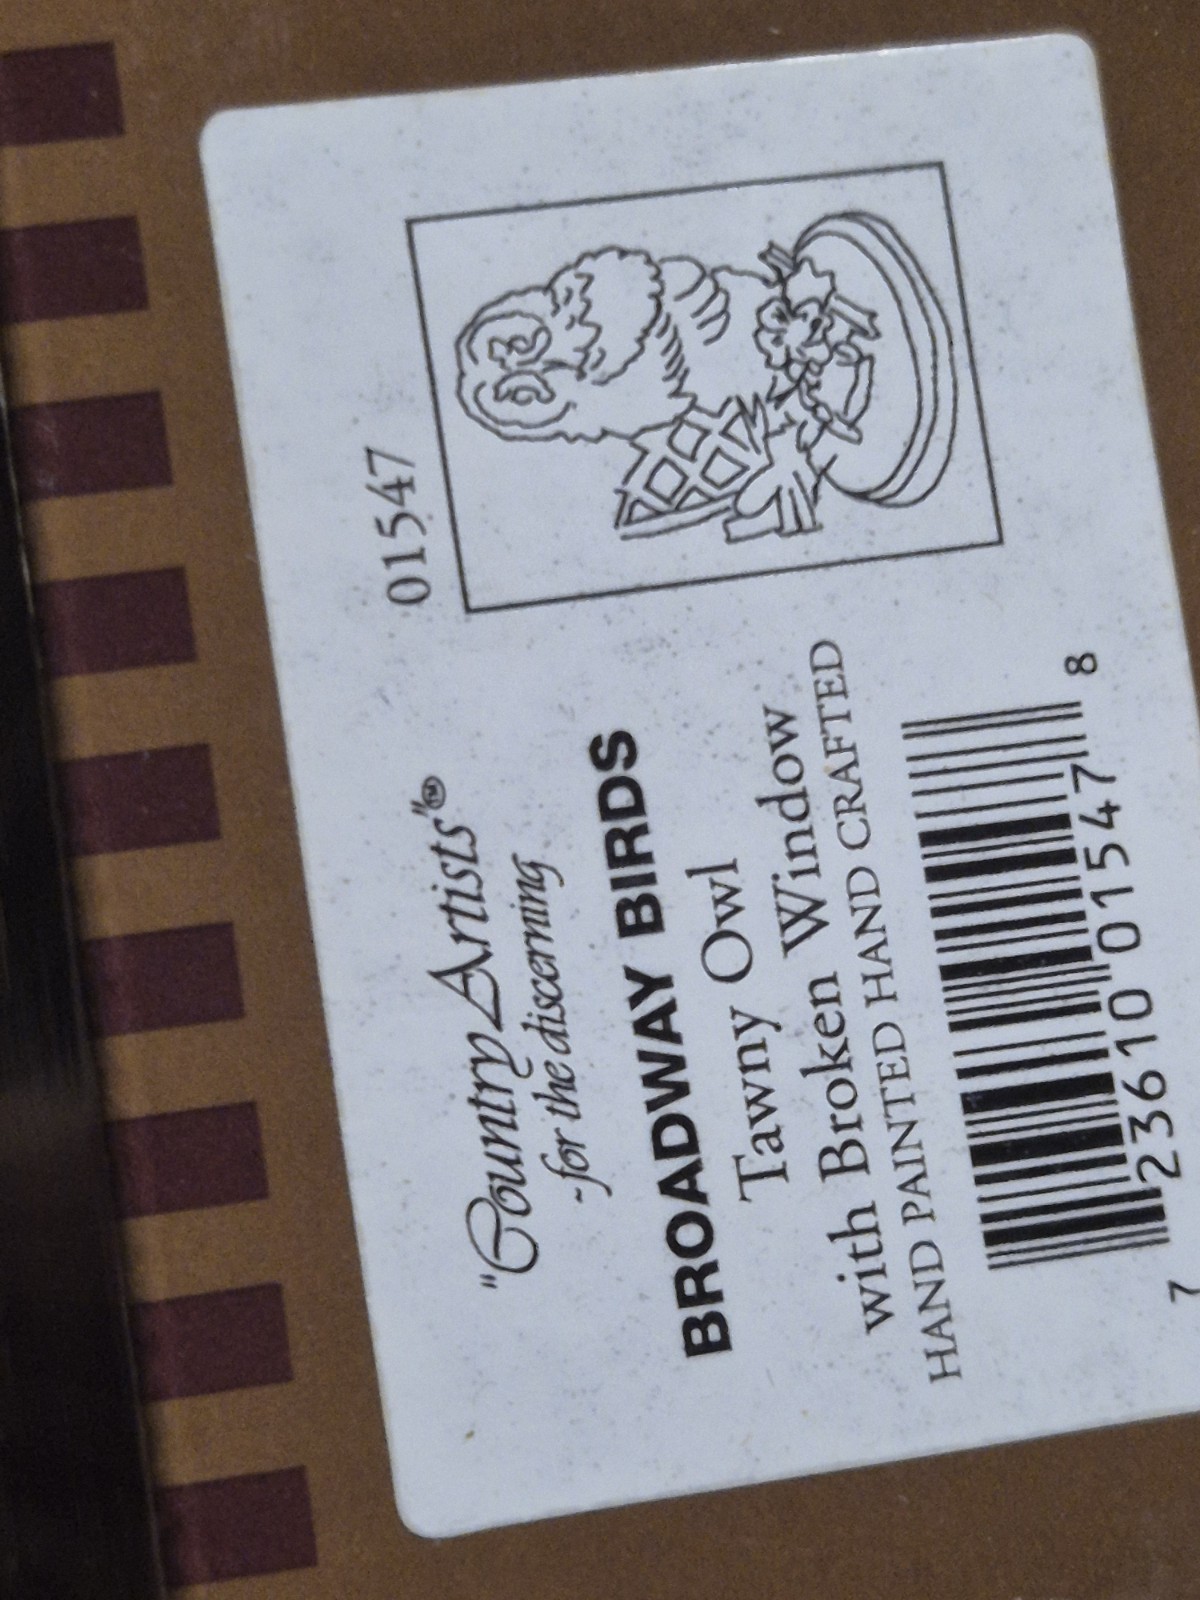 01547
"Country Artists"®
-for the discerning
BROADWAY BIRDS
Tawny Owl
with Broken Window
HAND PAINTED HAND CRAFTED
7 23610 01547 8